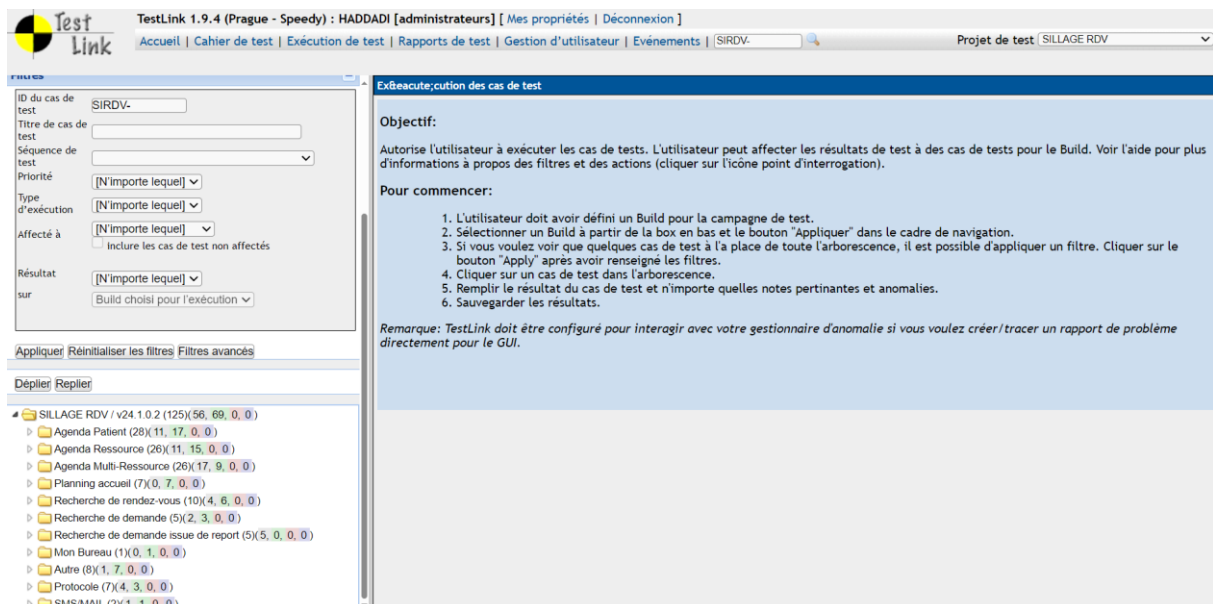 Test
Link
TestLink 1.9.4 (Prague - Speedy) : HADDADI [administrateurs] [ Mes propriétés | Déconnexion ]
Accueil | Cahier de test | Exécution de test | Rapports de test | Gestion d'utilisateur | Evénements | SIRDV-
Projet de test SILLAGE RDV
Filtres
ID du cas de
test
SIRDV-
Titre de cas de
test
Séquence de
test
Priorité
[N'importe lequel]
Type
d'exécution
[N'importe lequel]
Affecté à
[N'importe lequel]
Inclure les cas de test non affectés
Résultat
[N'importe lequel]
sur
Build choisi pour l'exécution
Appliquer Réinitialiser les filtres Filtres avancés
Déplier Replier
SILLAGE RDV / v24.1.0.2 (125)(56, 69, 0, 0)
Agenda Patient (28)(11, 17, 0, 0)
Agenda Ressource (26)(11, 15, 0, 0)
Agenda Multi-Ressource (26)(17, 9, 0, 0)
Planning accueil (7)(0, 7, 0, 0)
Recherche de rendez-vous (10)(4, 6, 0, 0)
Recherche de demande (5)(2, 3, 0, 0)
Recherche de demande issue de report (5)(5, 0, 0, 0)
Mon Bureau (1)(0, 1, 0, 0)
Autre (8)(1, 7, 0, 0)
Protocole (7)(4, 3, 0, 0)
SMS/MAIL (2)(1, 1, 0, 0)
Ex&eacute;cution des cas de test
Objectif:
Autorise l'utilisateur à exécuter les cas de tests. L'utilisateur peut affecter les résultats de test à des cas de tests pour le Build. Voir l'aide pour plus
d'informations à propos des filtres et des actions (cliquer sur l'icône point d'interrogation).
Pour commencer:
1. L'utilisateur doit avoir défini un Build pour la campagne de test.
2. Sélectionner un Build à partir de la box en bas et le bouton "Appliquer" dans le cadre de navigation.
3. Si vous voulez voir que quelques cas de test à l'a place de toute l'arborescence, il est possible d'appliquer un filtre. Cliquer sur le
bouton "Apply" après avoir renseigné les filtres.
4. Cliquer sur un cas de test dans l'arborescence.
5. Remplir le résultat du cas de test et n'importe quelles notes pertinantes et anomalies.
6. Sauvegarder les résultats.
Remarque: TestLink doit être configuré pour interagir avec votre gestionnaire d'anomalie si vous voulez créer/tracer un rapport de problème
directement pour le GUI.